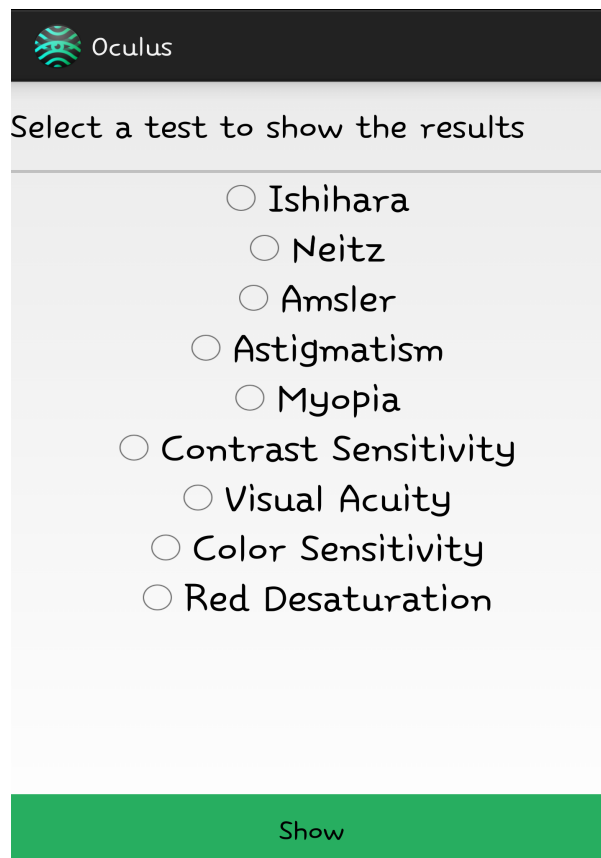 Oculus
Select a test to show the results
Ishihara
Neitz
Amsler
Astigmatism
Myopia
Contrast Sensitivity
Visual Acuity
Color Sensitivity
Red Desaturation
Show